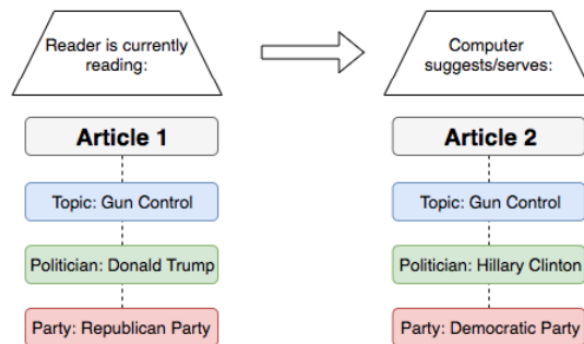 Reader is currently
reading:
Computer
suggests/serves:
Article 1
Article 2
Topic: Gun Control
Topic: Gun Control
Politician: Donald Trump
Politician: Hillary Clinton
Party: Republican Party
Party: Democratic Party